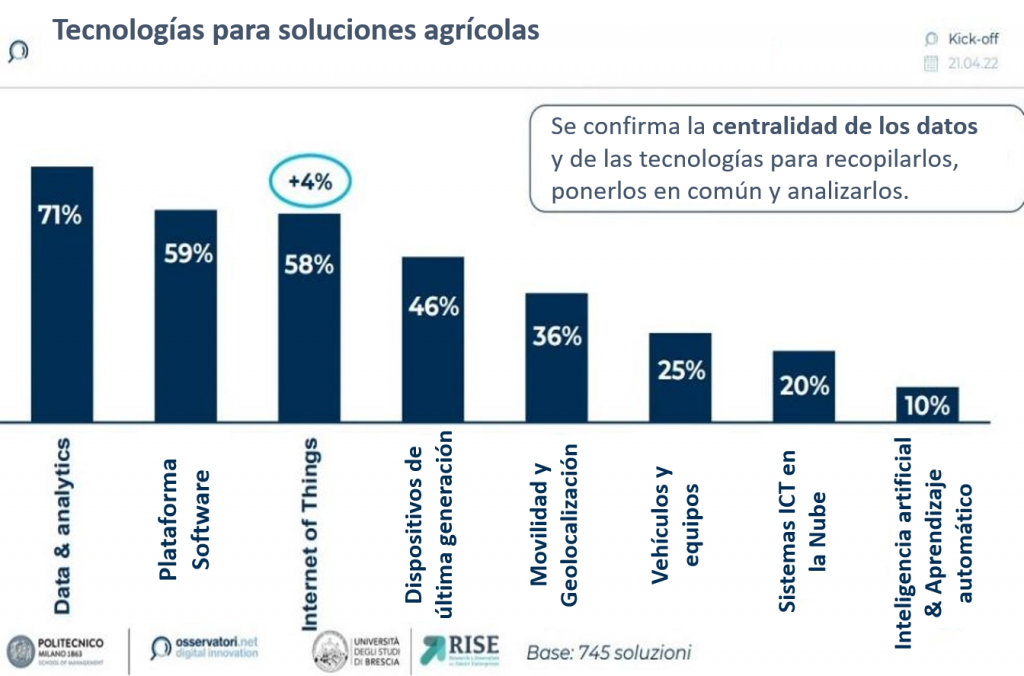 Tecnologías para soluciones agrícolas
Kick-off
21.04.22
Se confirma la centralidad de los datos
y de las tecnologías para recopilarlos,
ponerlos en común y analizarlos.
71%
59%
+4%
58%
46%
36%
25%
20%
10%
Data & analytics
Plataforma
Software
Internet of Things
Dispositivos de
última generación
Movilidad y
Geolocalización
Vehículos y
equipos
Sistemas ICT en
la Nube
Inteligencia artificial
& Aprendizaje
automático
POLITECNICO
MILANO 1863
SCHOOL OF MANAGEMENT
osservatori.net
digital innovation
UNIVERSITÀ
DEGLI STUDI
DI BRESCIA
RISE
Base: 745 soluzioni